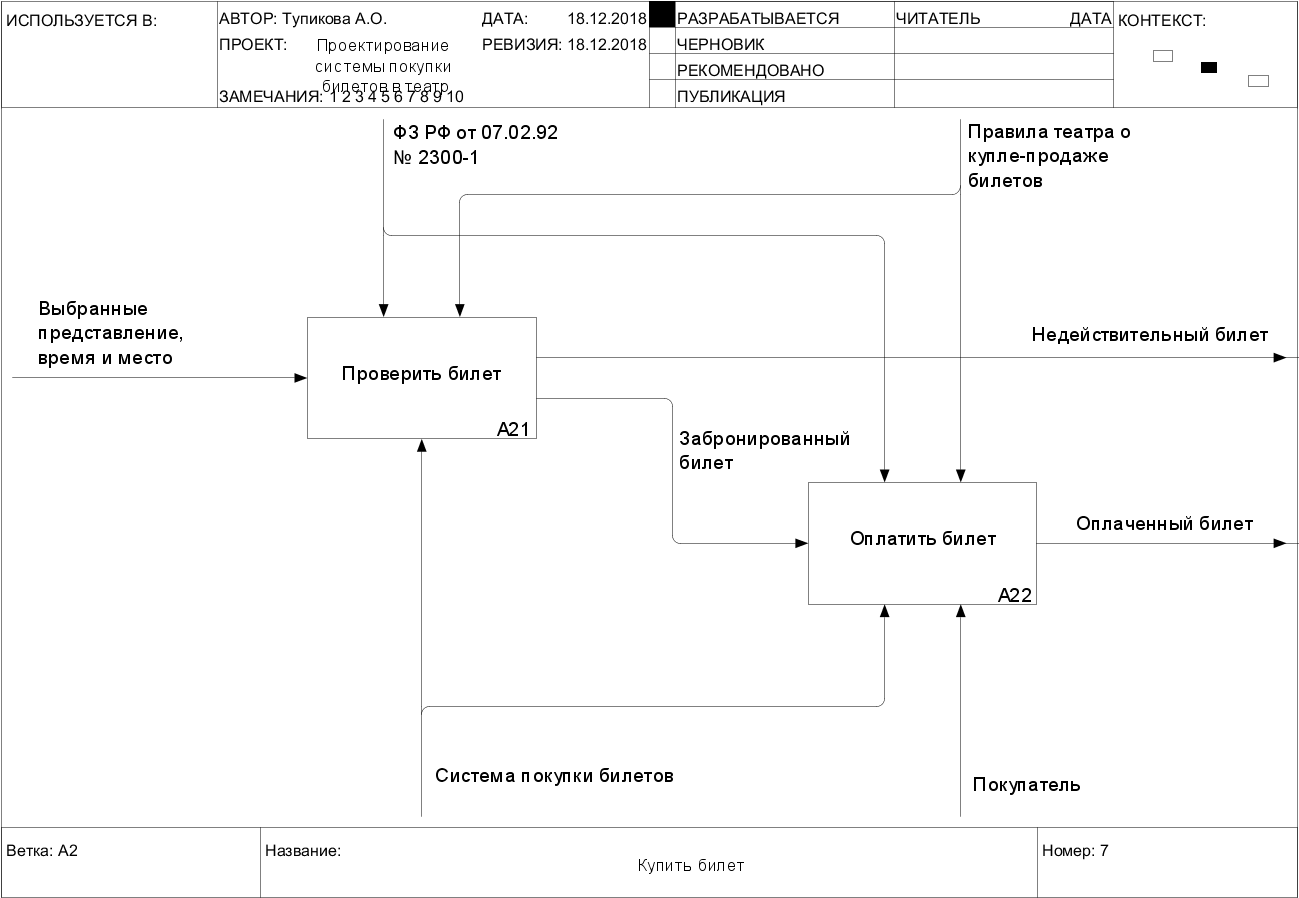 ИСПОЛЬЗУЕТСЯ В:
АВТОР: Тупикова А.О.
ДАТА: 18.12.2018
ПРОЕКТ: Проектирование
системы покупки
билетов в театр
РЕВИЗИЯ: 18.12.2018
ЗАМЕЧАНИЯ: 1 2 3 4 5 6 7 8 9 10
РАЗРАБАТЫВАЕТСЯ
ЧЕРНОВИК
РЕКОМЕНДОВАНО
ПУБЛИКАЦИЯ
ЧИТАТЕЛЬ
ДАТА
КОНТЕКСТ:
ФЗ РФ от 07.02.92
№ 2300-1
Правила театра о
купле-продаже
билетов
Выбранные
представление,
время и место
Проверить билет
A21
Недействительный билет
Забронированный
билет
Оплатить билет
A22
Оплаченный билет
Система покупки билетов
Покупатель
Ветка: A2
Название:
Купить билет
Номер: 7